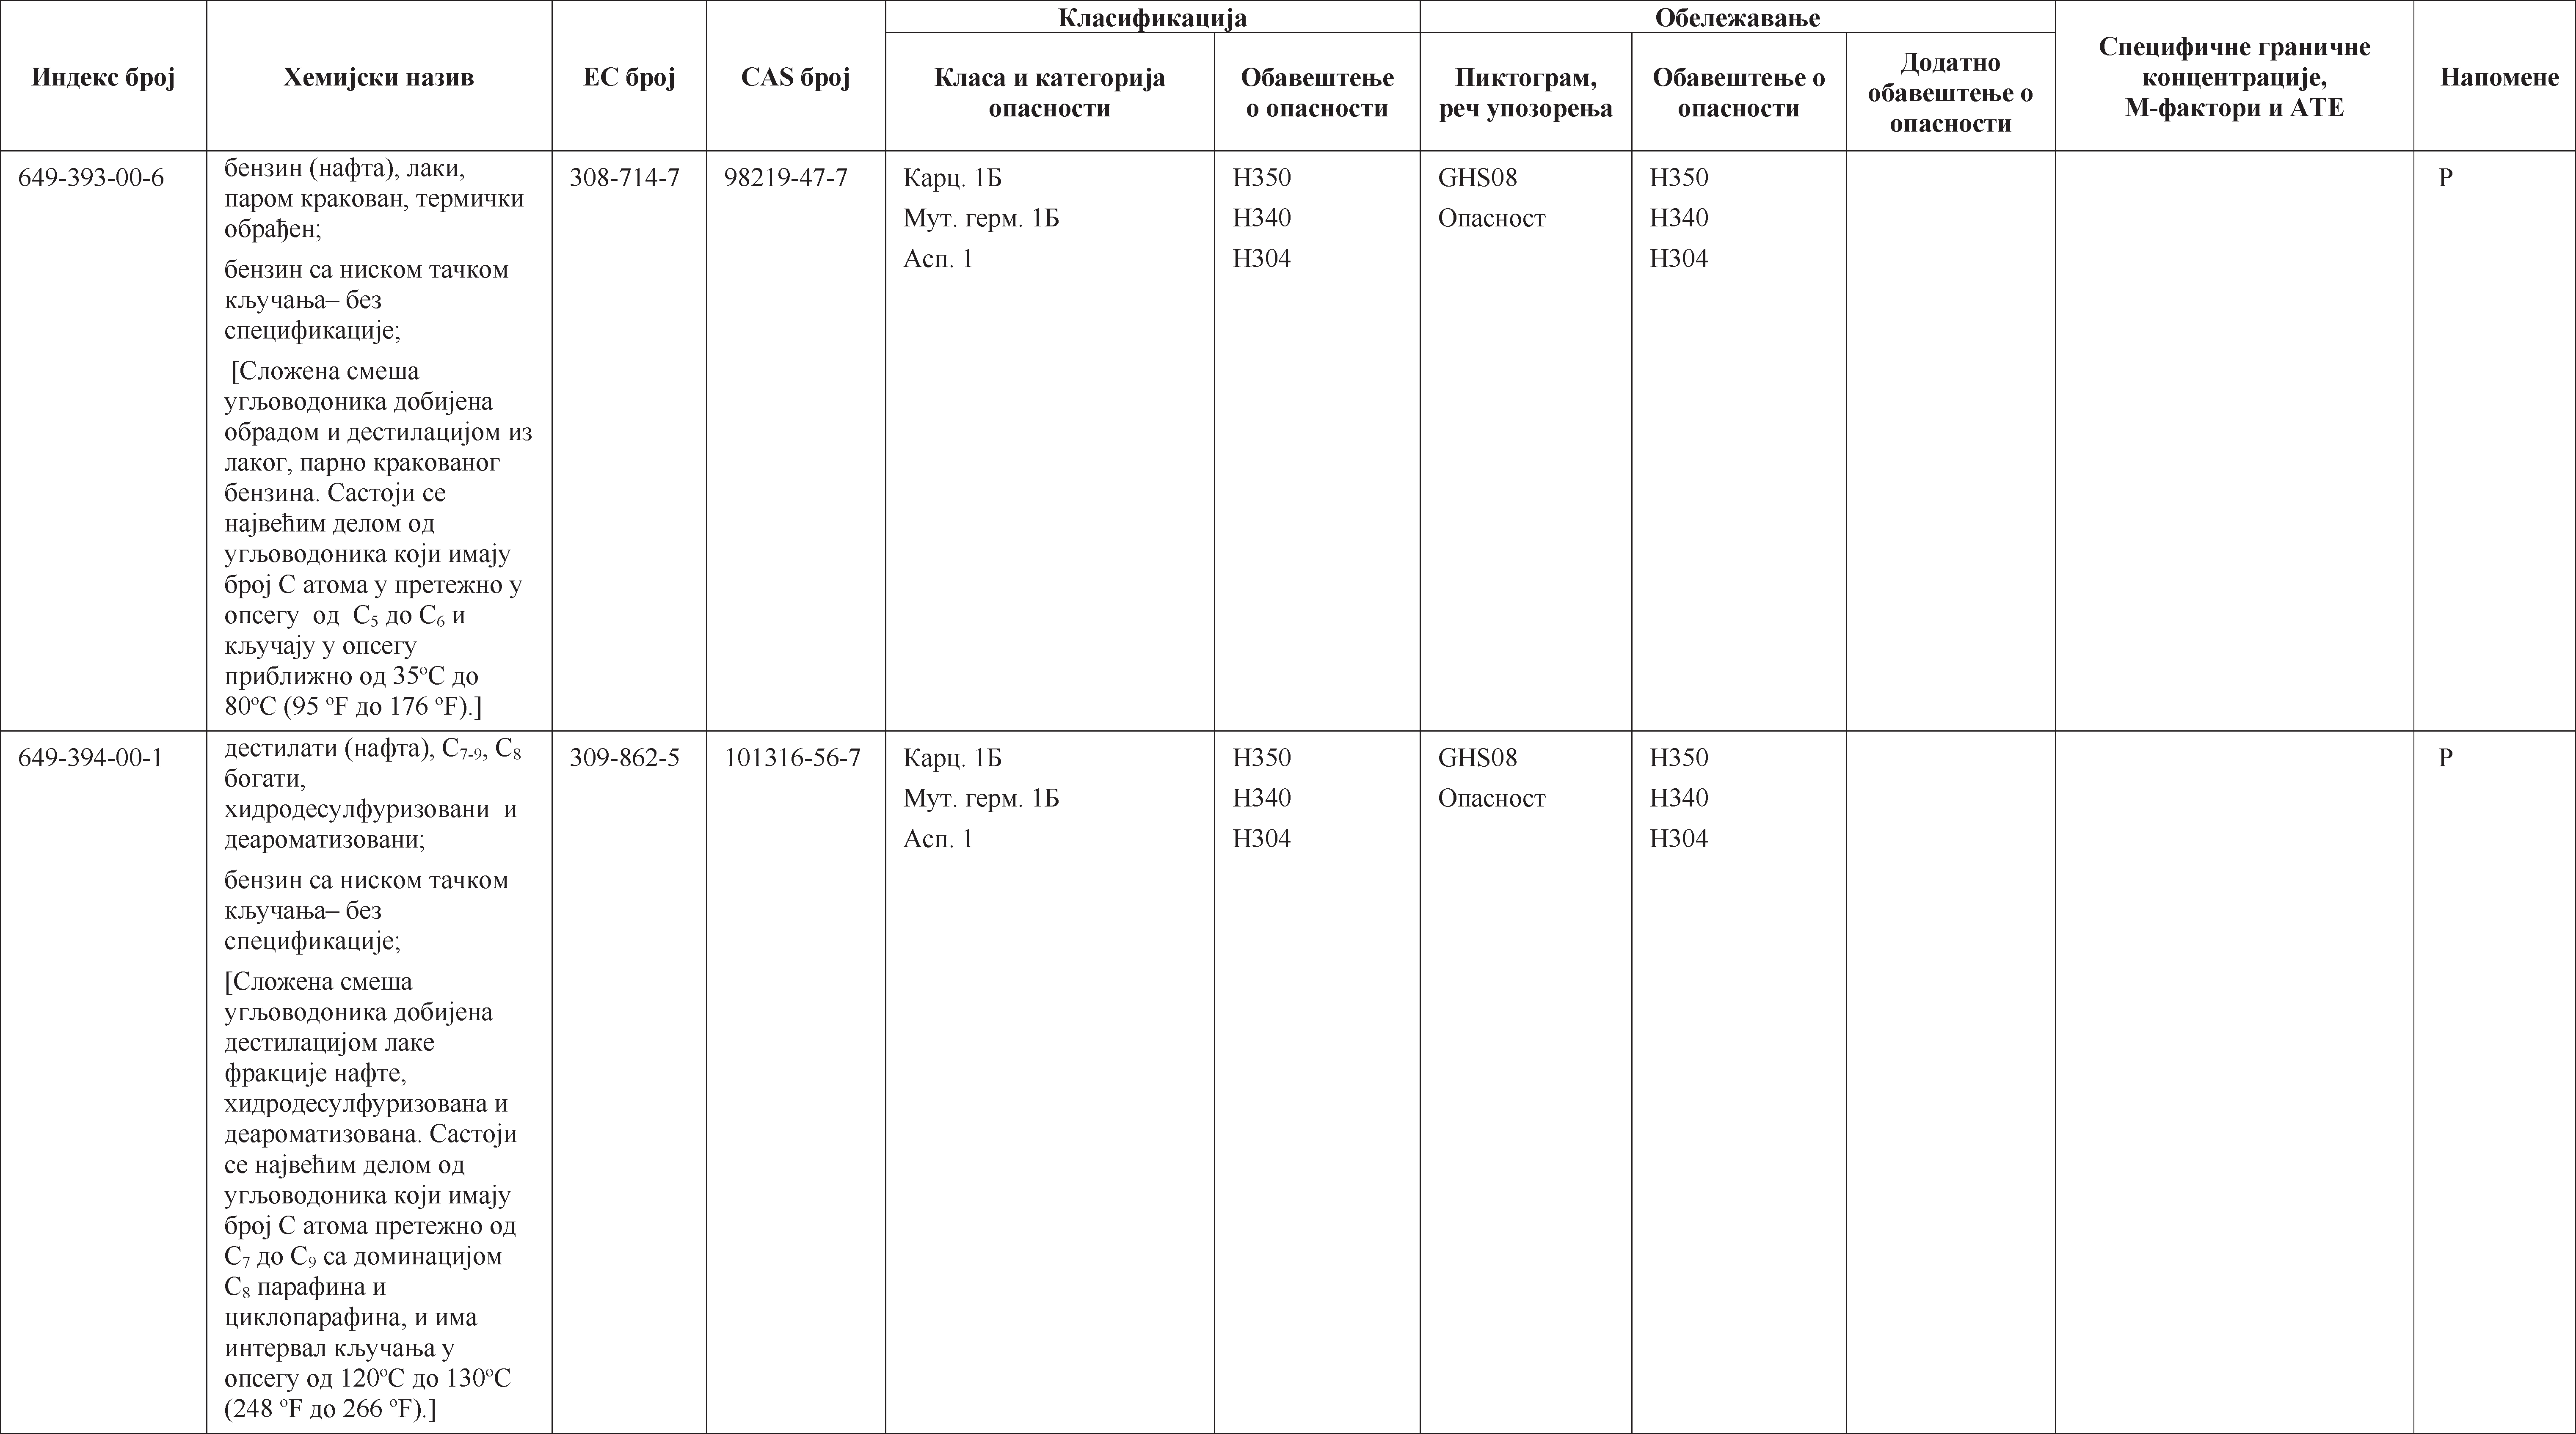 Индекс број
Хемијски назив
ЕС број
CAS број
Класификација
Класа и категорија
опасности
Обавештење
о опасности
Обележавање
Пиктограм,
реч упозорења
Обавештење о
опасности
Додатно
обавештење о
опасности
Специфичне граничне
концентрације,
М-фактори и АТЕ
Напомене
649-393-00-6
бензин (нафта), лаки,
паром кракован, термички
обрађен;
бензин са ниском тачком
кључања– без
спецификације;
[Сложена смеша
угљоводоника добијена
обрадом и дестилацијом из
лаког, парно кракованог
бензина. Састоји се
највећим делом од
угљоводоника који имају
број С атома у претежно у
опсегу од C₅ до C₆ и
кључају у опсегу
приближно од 35ºC до
80ºC (95 ºF до 176 ºF).]
308-714-7
98219-47-7
Карц. 1Б
Мут. герм. 1Б
Асп. 1
H350
H340
H304
GHS08
Опасност
H350
H340
H304
P
649-394-00-1
дестилати (нафта), C₇₋₉, C₈
богати,
хидродесулфуризовани и
деароматизовани;
бензин са ниском тачком
кључања– без
спецификације;
[Сложена смеша
угљоводоника добијена
дестилацијом лаке
фракције нафте,
хидродесулфуризована и
деароматизована. Састоји
се највећим делом од
угљоводоника који имају
број С атома претежно од
C₇ до C₉ са доминацијом
C₈ парафина и
циклопарафина, и има
интервал кључања у
опсегу од 120ºC до 130ºC
(248 ºF до 266 ºF).]
309-862-5
101316-56-7
Карц. 1Б
Мут. герм. 1Б
Асп. 1
H350
H340
H304
GHS08
Опасност
H350
H340
H304
P